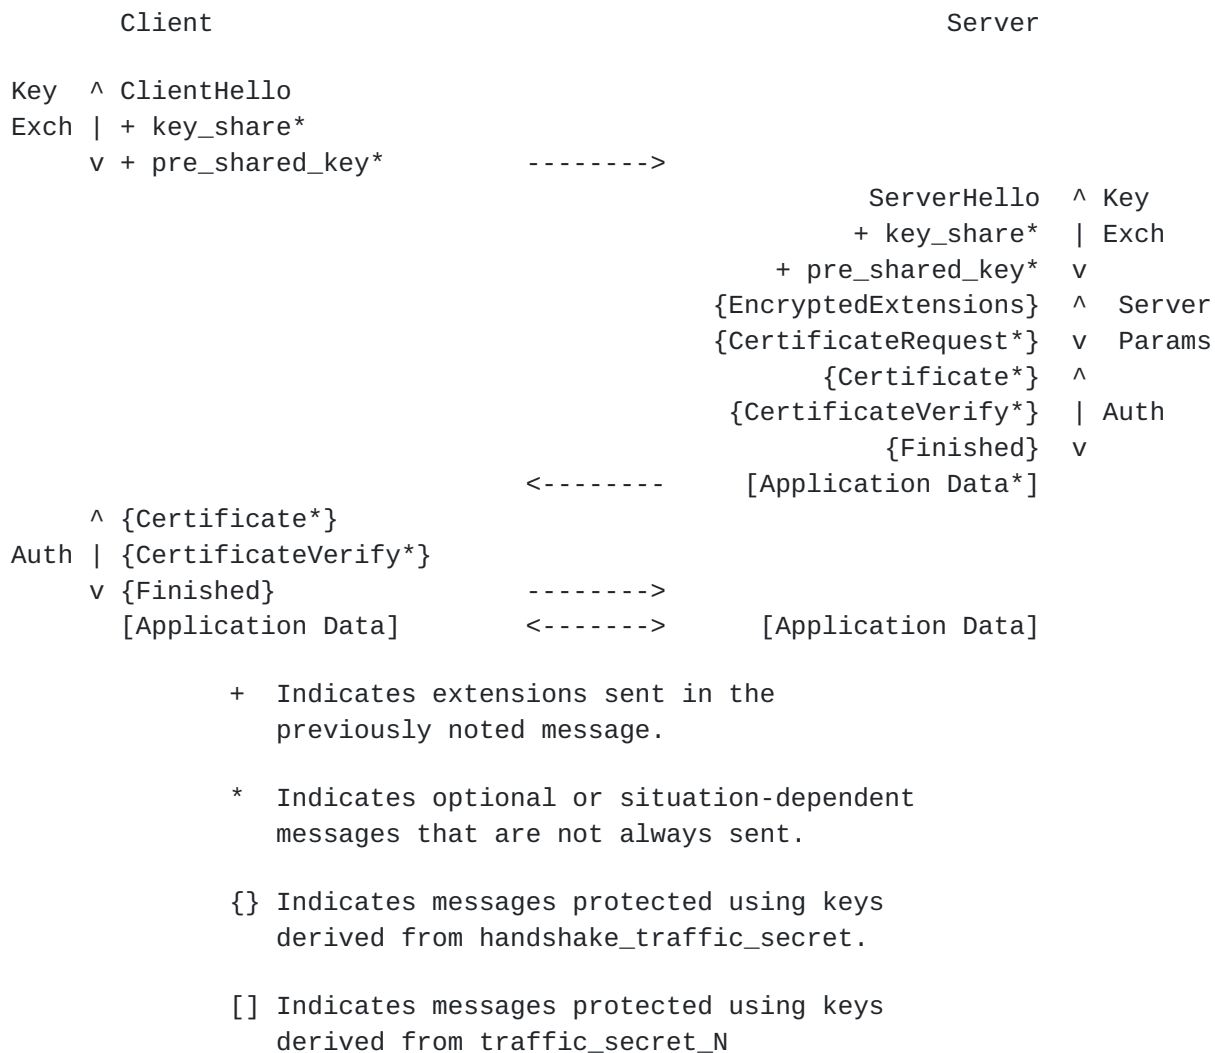 Client                                               Server

Key  ^ ClientHello
Exch | + key_share*
     v + pre_shared_key*         -------->
                                                       ServerHello  ^ Key
                                                      + key_share*  | Exch
                                                 + pre_shared_key*  v
                                             {EncryptedExtensions}  ^  Server
                                             {CertificateRequest*}  v  Params
                                                    {Certificate*}  ^
                                              {CertificateVerify*}  | Auth
                                                        {Finished}  v
                                 <--------     [Application Data*]
     ^ {Certificate*}
Auth | {CertificateVerify*}
     v {Finished}                -------->
       [Application Data]        <------->      [Application Data]

              +  Indicates extensions sent in the
                 previously noted message.

              *  Indicates optional or situation-dependent
                 messages that are not always sent.

              {} Indicates messages protected using keys
                 derived from handshake_traffic_secret.

              [] Indicates messages protected using keys
                 derived from traffic_secret_N